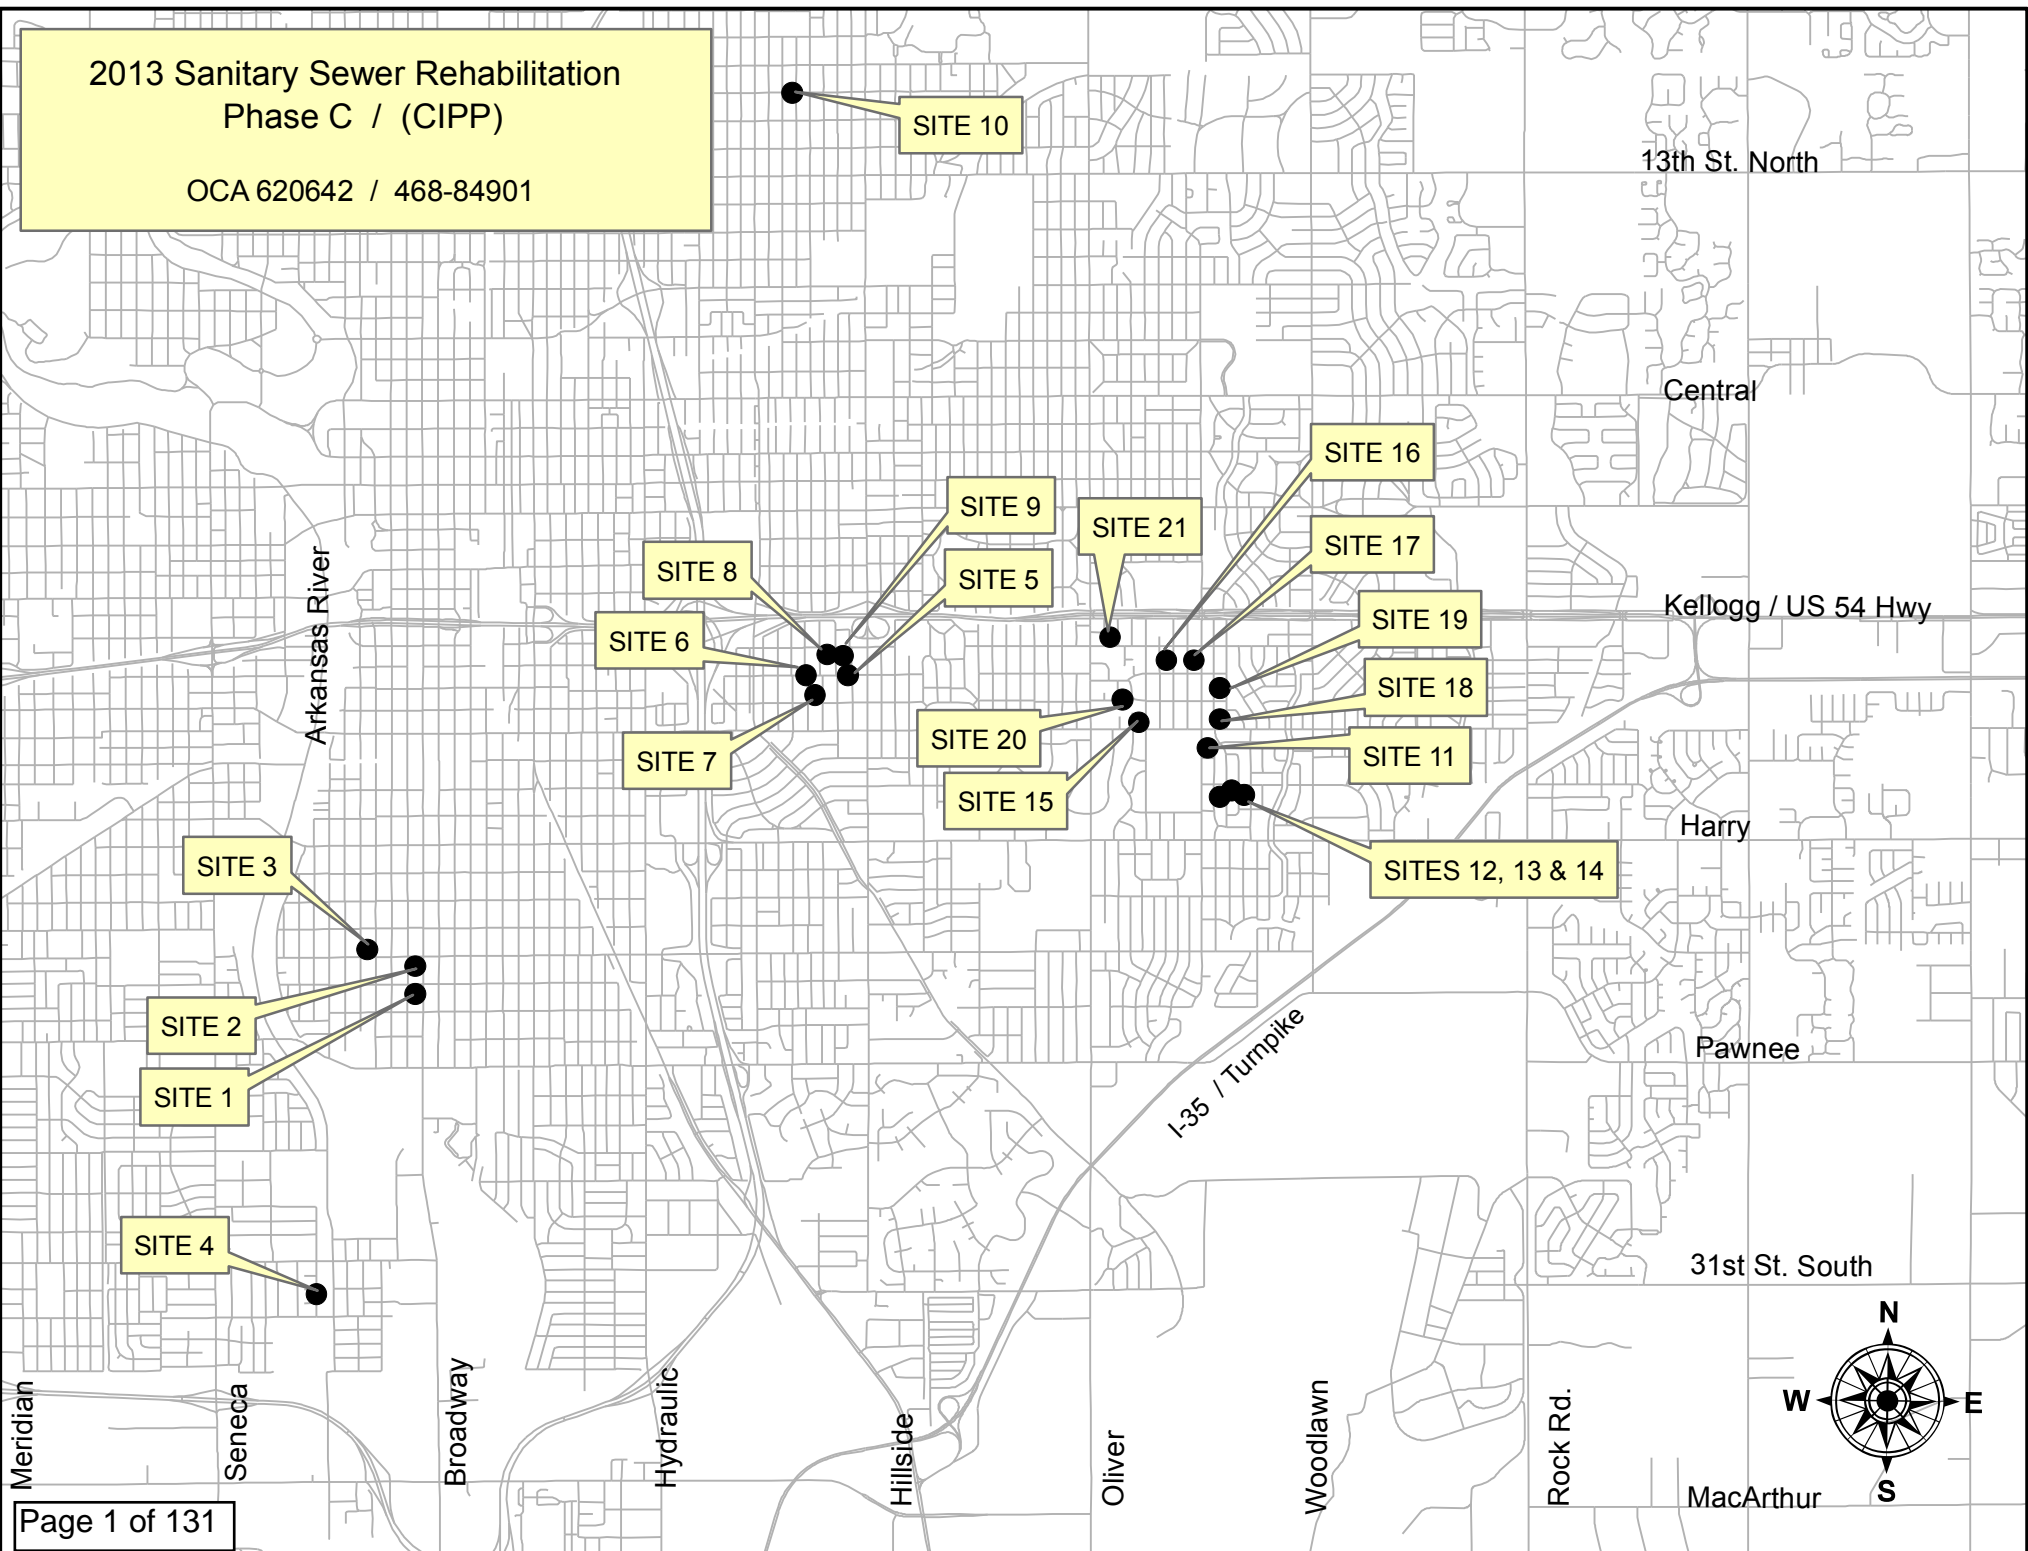 2013 Sanitary Sewer Rehabilitation
Phase C / (CIPP)
OCA 620642 / 468-84901
SITE 10
13th St. North
Central
SITE 16
SITE 9
SITE 21
SITE 17
SITE 8
SITE 5
Arkansas River
Kellogg / US 54 Hwy
SITE 19
SITE 6
SITE 18
SITE 20
SITE 7
SITE 11
SITE 15
Harry
SITE 3
SITES 12, 13 & 14
SITE 2
Pawnee
I-35 / Turnpike
SITE 1
SITE 4
31st St. South
N
W
E
S
Meridian
Seneca
Broadway
Hydraulic
Hillside
Oliver
Woodlawn
Rock Rd.
MacArthur
Page 1 of 131